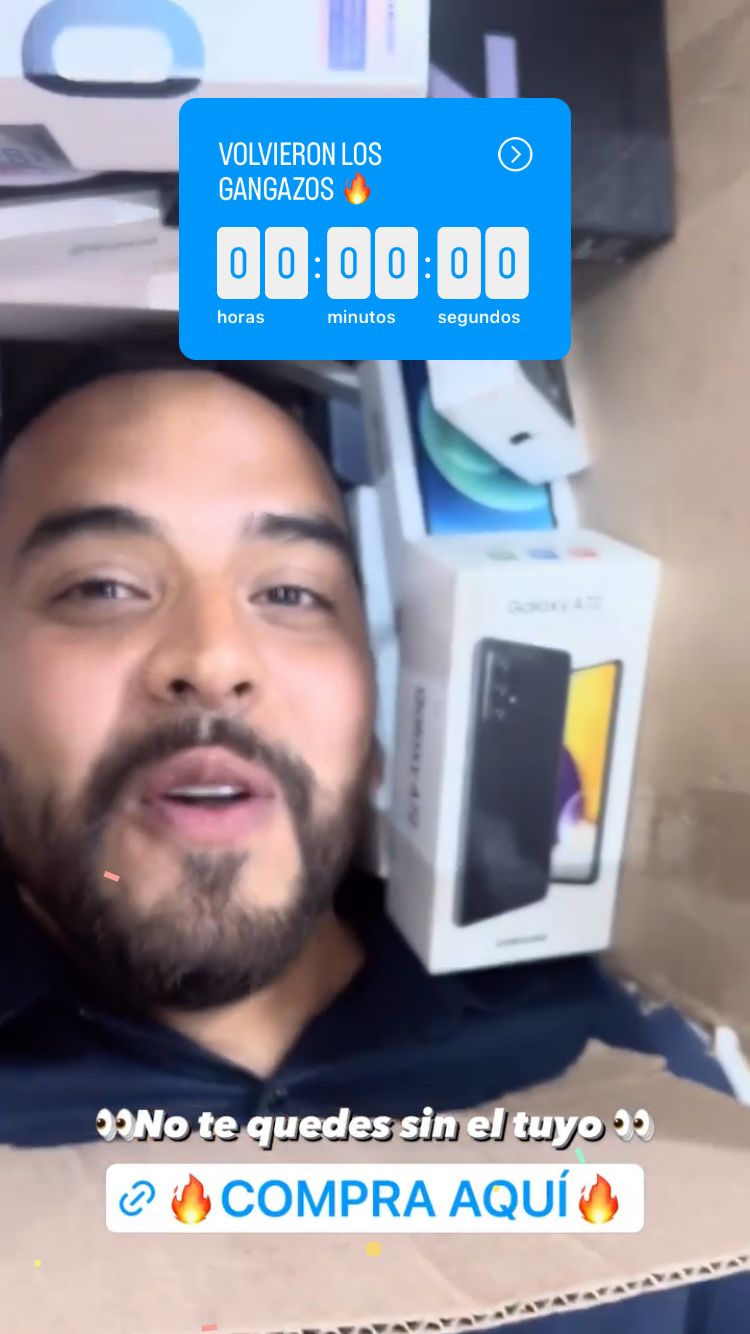 VOLVIERON LOS
GANGAZOS 🔥
00:00:00
horas minutos segundos
Galaxy A72
SAMSUNG
👀No te quedes sin el tuyo 👀
🔥COMPRA AQUÍ🔥